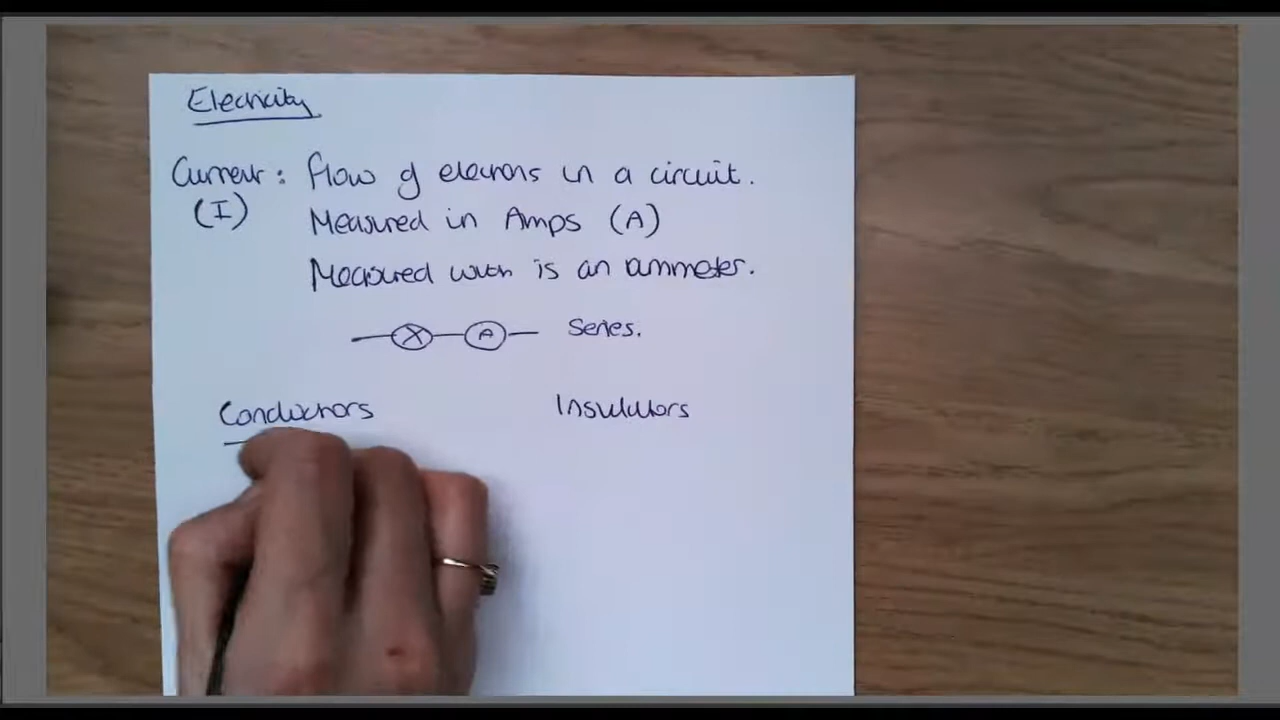 Electricity
Current: flow of electrons in a circuit.
(I) Measured in Amps (A)
Measured with is an ammeter.
X A Series.
Conductors Insulators